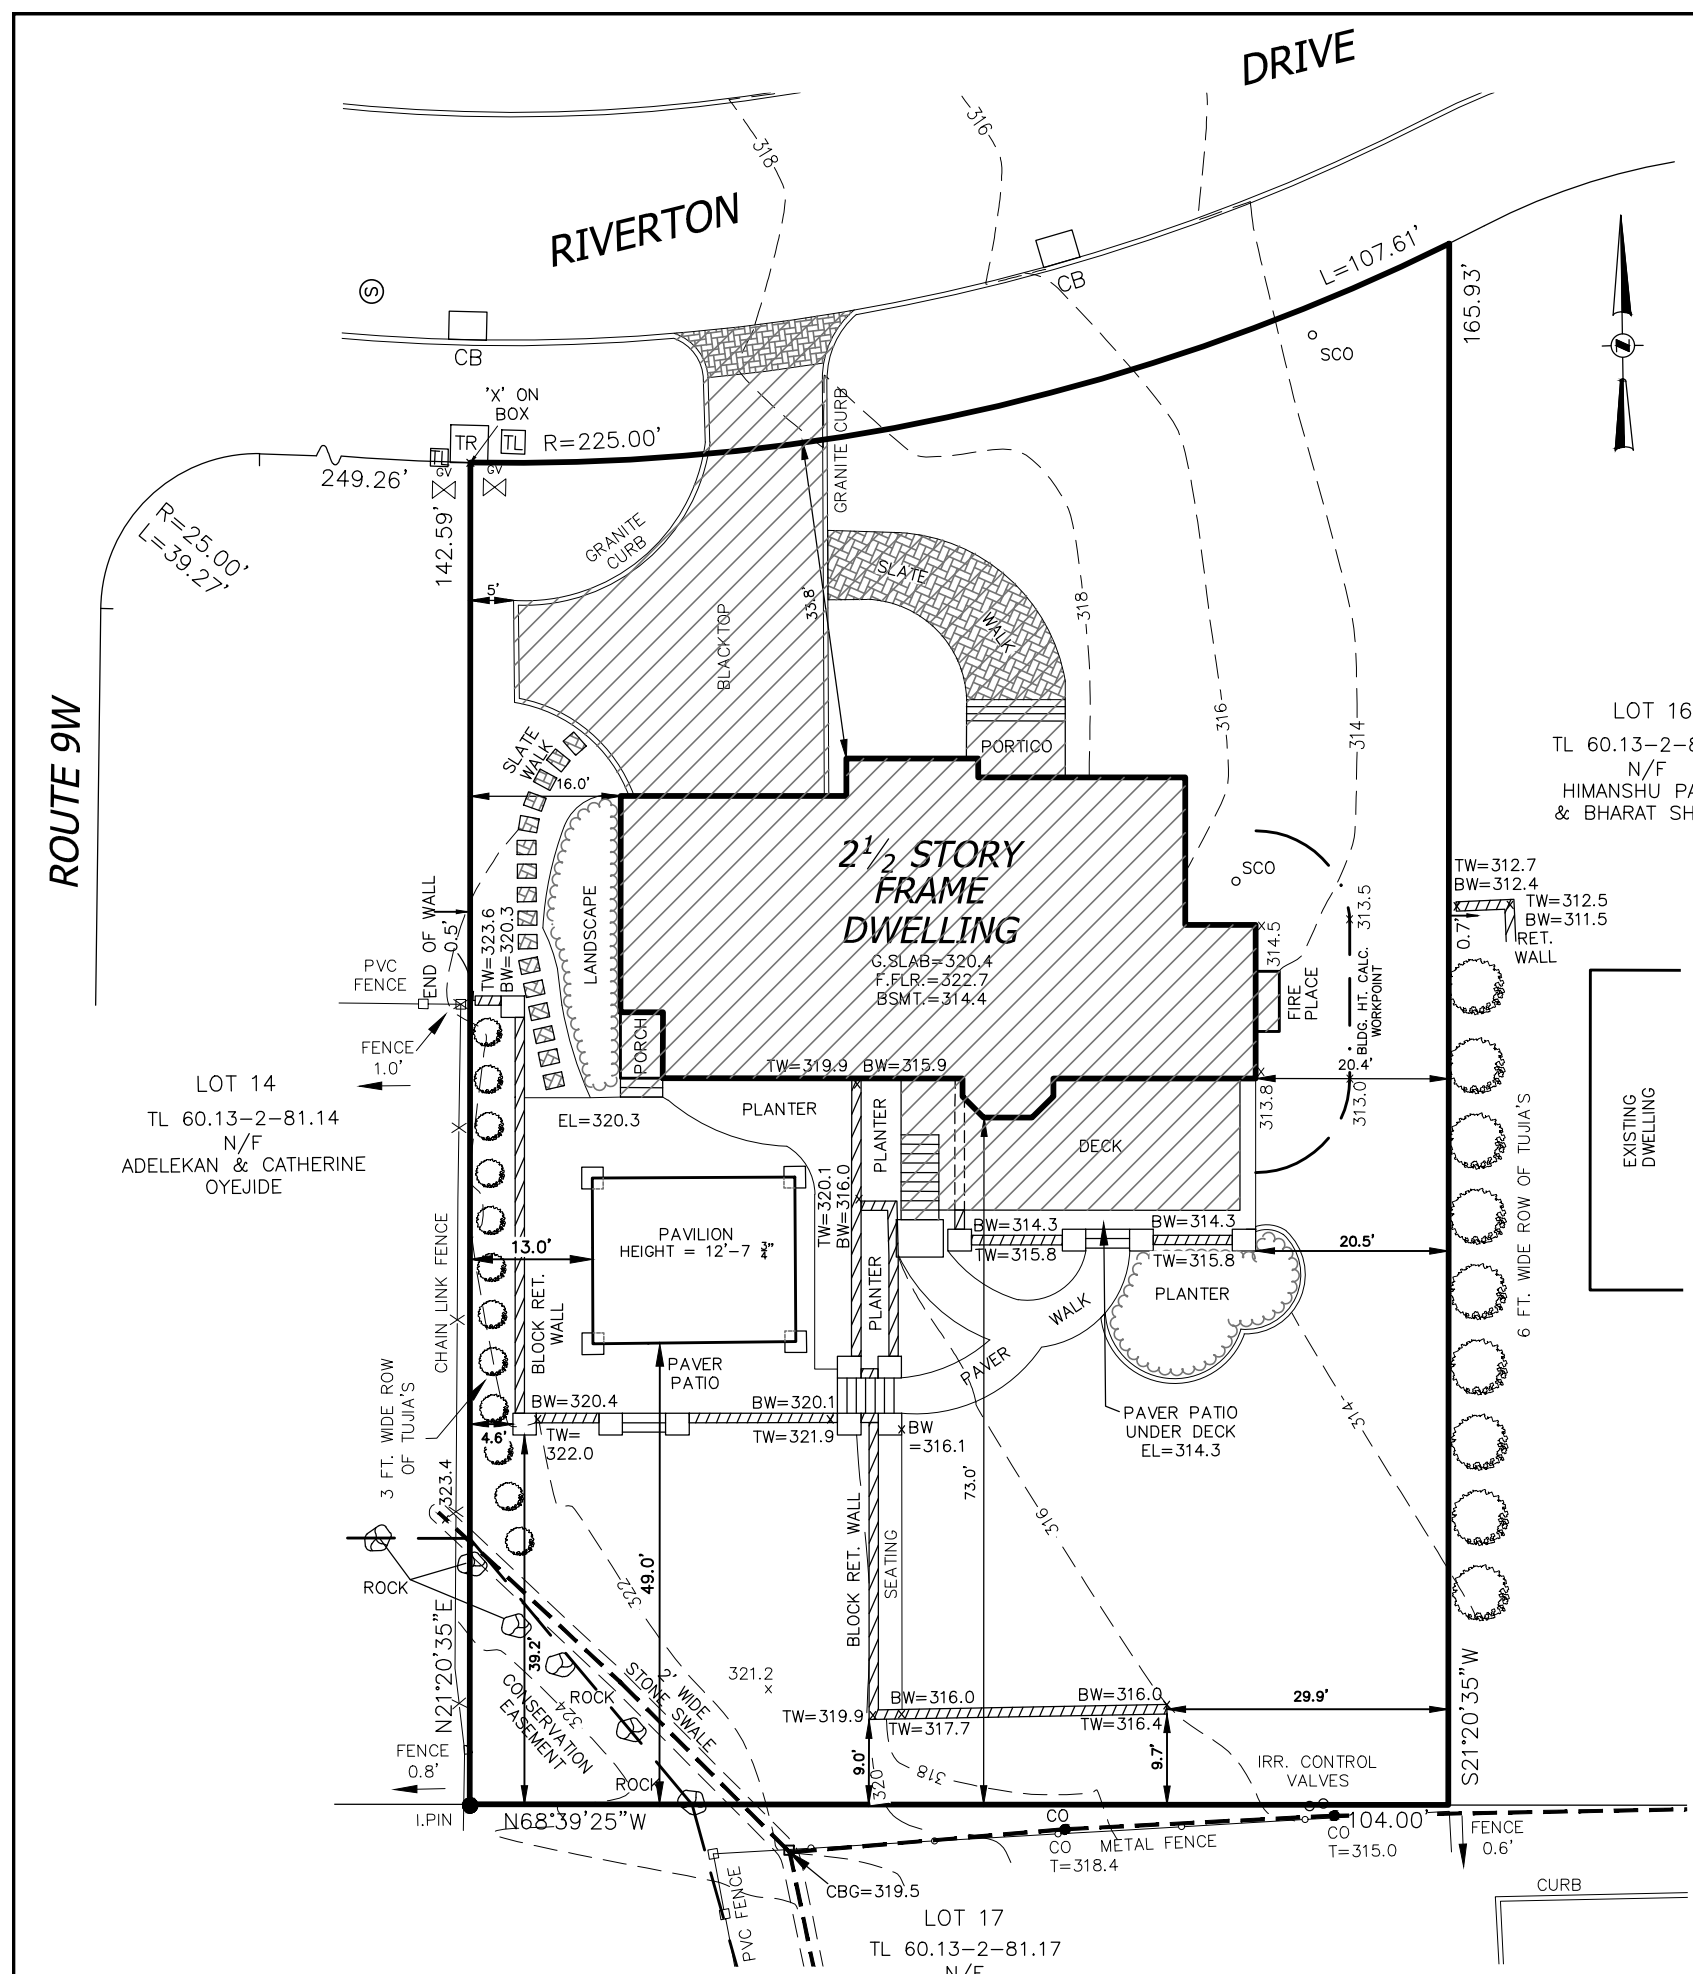 DRIVE
RIVERTON
318
316
S
CB
CB
L=107.61'
165.93'
SCO
Z
'X' ON
BOX
TR
TL
TL
GV
GV
R=225.00'
249.26'
142.59'
R=25.00'
L=39.27'
GRANITE
CURB
GRANITE CURB
5'
33.8'
BLACKTOP
SLATE
WALK
318
316
314
PORTICO
ROUTE 9W
SLATE
WALK
16.0'
LOT 16
TL 60.13-2-8
N/F
HIMANSHU PA
& BHARAT SH
2 1/2 STORY
FRAME
DWELLING
G.SLAB=320.4
F.FLR.=322.7
BSMT.=314.4
SCO
LANDSCAPE
END OF WALL
0.5'
TW=323.6
BW=320.3
PVC
FENCE
FENCE
1.0'
314.5
FIRE
PLACE
313.5
BLDG. HT. CALC.
WORKPOINT
TW=312.7
BW=312.4
TW=312.5
BW=311.5
0.7'
RET.
WALL
PORCH
TW=319.9
BW=315.9
20.4'
313.8
313.0
LOT 14
TL 60.13-2-81.14
N/F
ADELEKAN & CATHERINE
OYEJIDE
EL=320.3
PLANTER
PLANTER
DECK
EXISTING
DWELLING
6 FT. WIDE ROW OF TUJIA'S
TW=320.1
BW=316.0
PAVILION
HEIGHT = 12'-7 3/4"
13.0'
BW=314.3
TW=315.8
BW=314.3
TW=315.8
20.5'
PLANTER
PLANTER
CHAIN LINK FENCE
BLOCK RET.
WALL
WALK
PAVER
PAVER
PATIO
3 FT. WIDE ROW
OF TUJIA'S
BW=320.4
TW=
322.0
BW=320.1
TW=321.9
BW
=316.1
4.6'
PAVER PATIO
UNDER DECK
EL=314.3
314
323.4
73.0'
316
BLOCK RET. WALL
SEATING
322
49.0'
ROCK
39.2'
N21°20'35"E
2' WIDE
STONE SWALE
321.2
CONSERVATION
EASEMENT
324
ROCK
ROCK
BW=316.0
BW=316.0
TW=319.9
TW=317.7
TW=316.4
29.9'
S21°20'35"W
9.0'
9.7'
320
318
IRR. CONTROL
VALVES
FENCE
0.8'
I.PIN
N68°39'25"W
104.00'
CO
CO
T=318.4
METAL FENCE
CO
T=315.0
FENCE
0.6'
CBG=319.5
PVC FENCE
CURB
LOT 17
TL 60.13-2-81.17
N/F